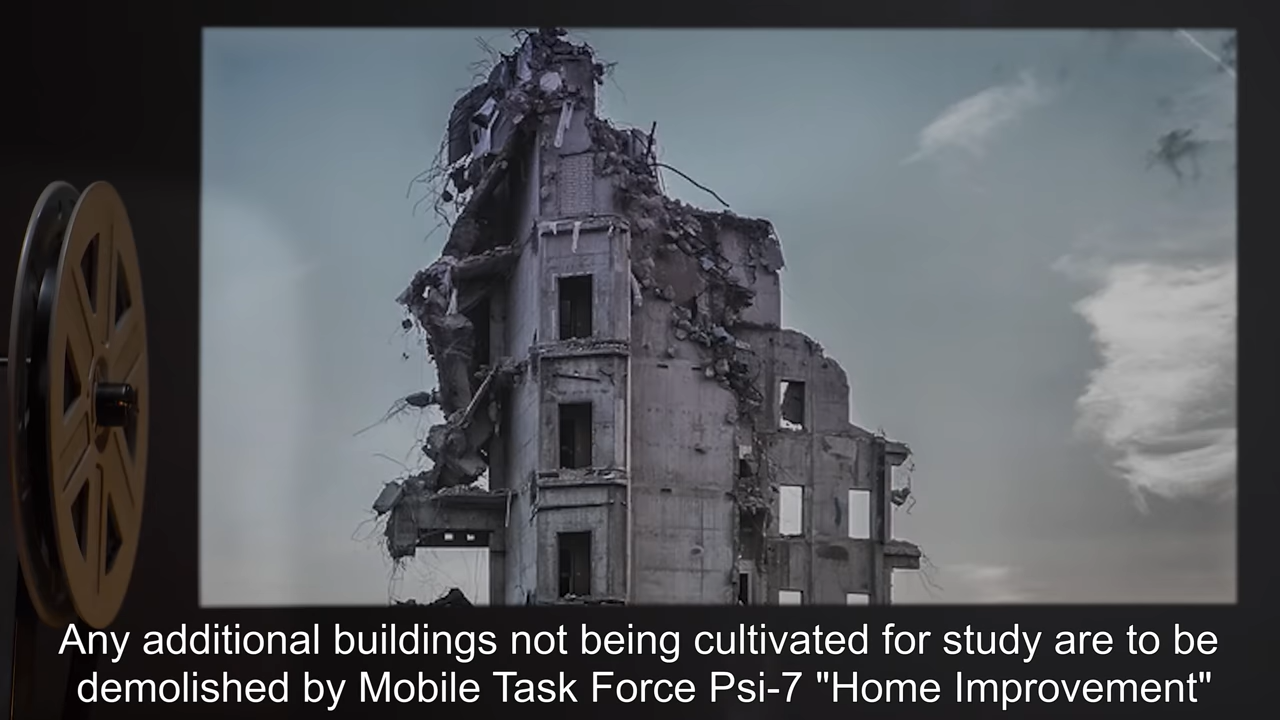 Any additional buildings not being cultivated for study are to be
demolished by Mobile Task Force Psi-7 "Home Improvement"